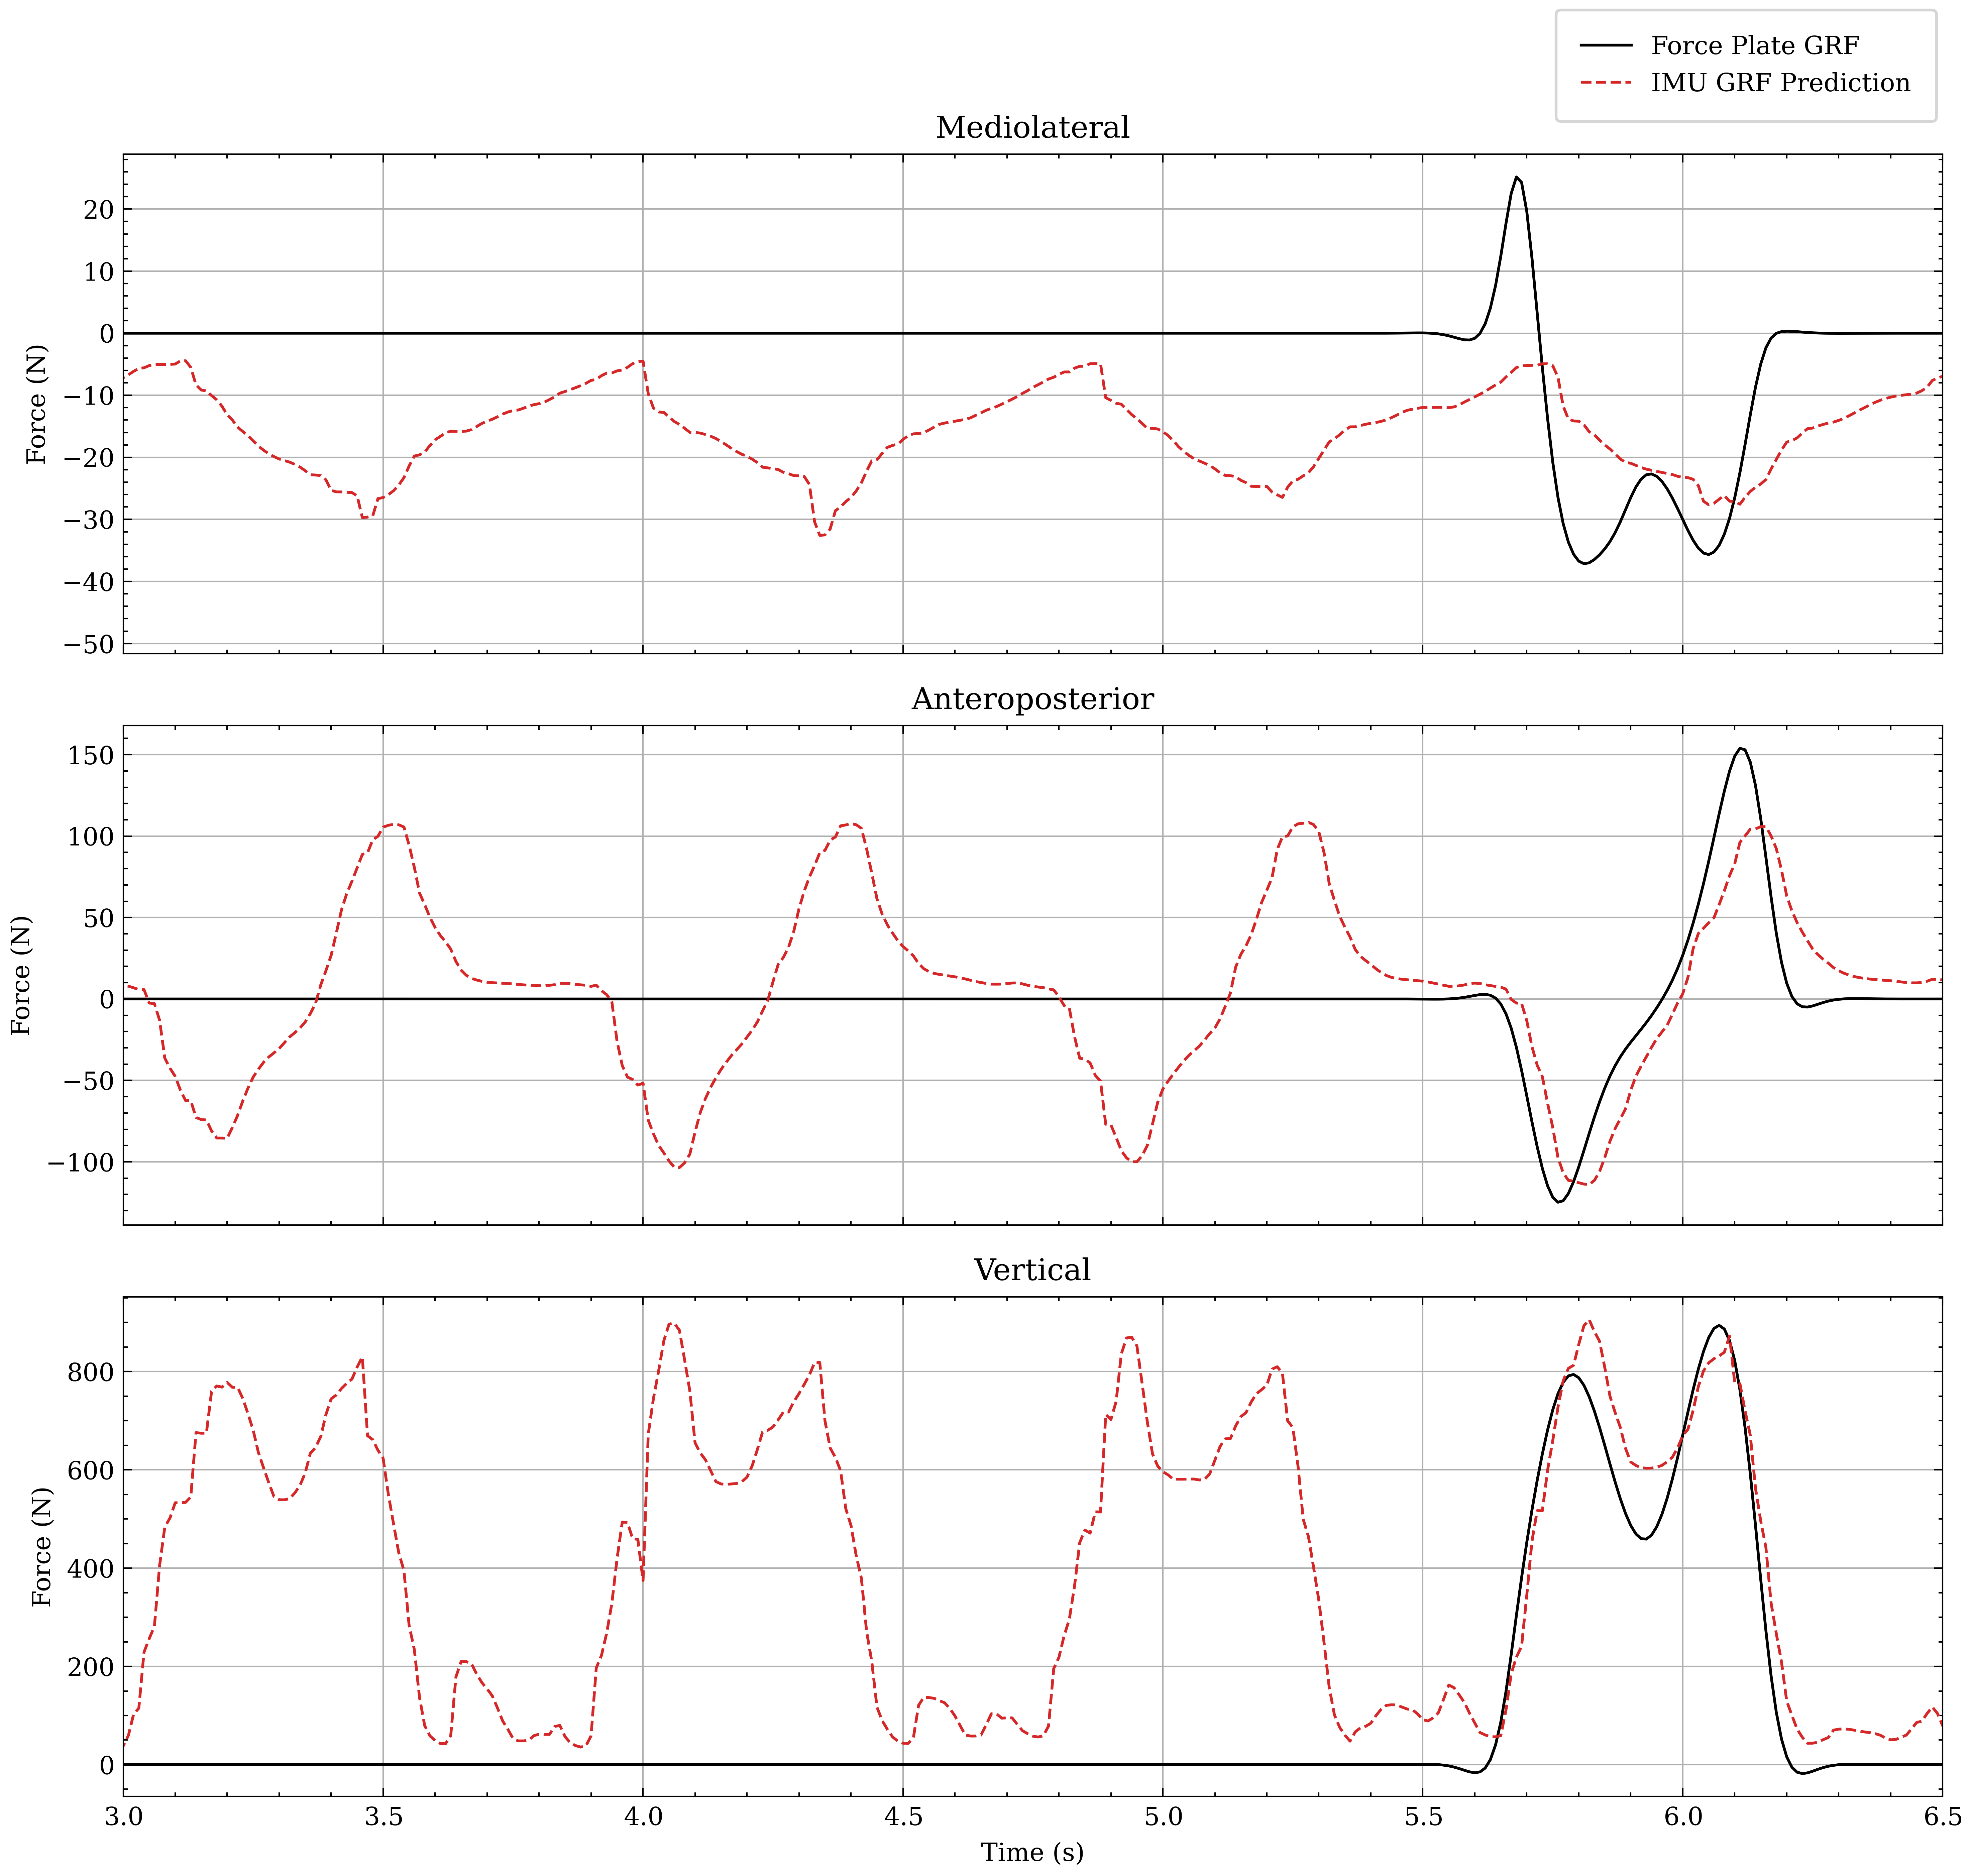 Force Plate GRF
IMU GRF Prediction
Mediolateral
Force (N)
20
10
0
−10
−20
−30
−40
−50
Anteroposterior
Force (N)
150
100
50
0
−50
−100
Vertical
Force (N)
800
600
400
200
0
3.0 3.5 4.0 4.5 5.0 5.5 6.0 6.5
Time (s)